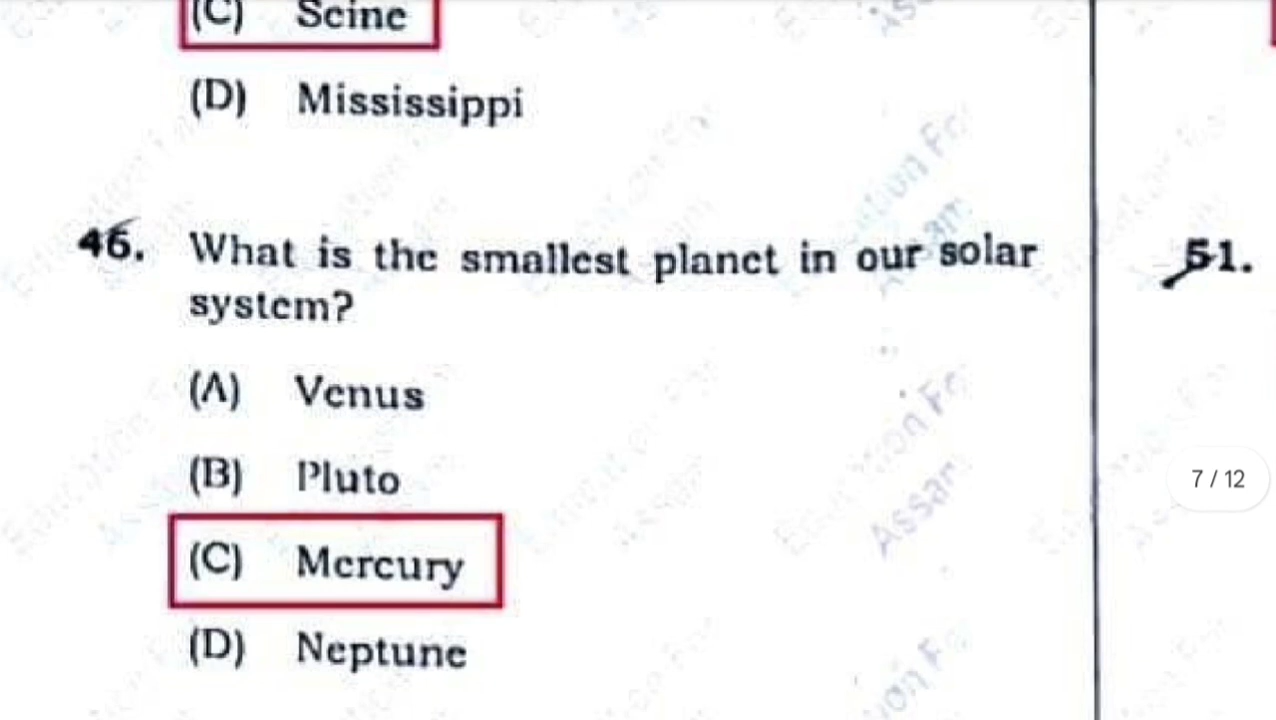 (C) Seine
(D) Mississippi
46. What is the smallest planet in our solar
system?
(A) Venus
(B) Pluto
(C) Mercury
(D) Neptune
51.
7 / 12